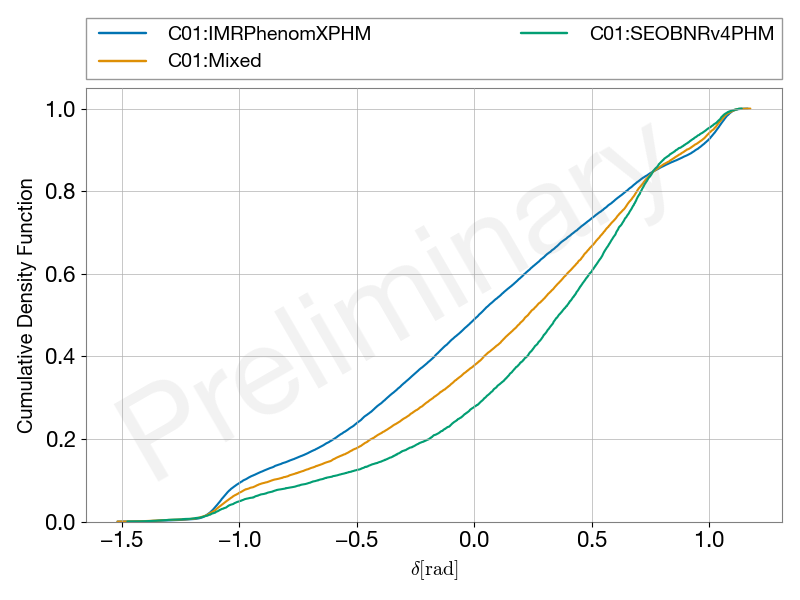 C01:IMRPhenomXPHM
C01:Mixed
C01:SEOBNRv4PHM
Cumulative Density Function
1.0
0.8
0.6
0.4
0.2
0.0
−1.5 −1.0 −0.5 0.0 0.5 1.0
δ[rad]
Preliminary